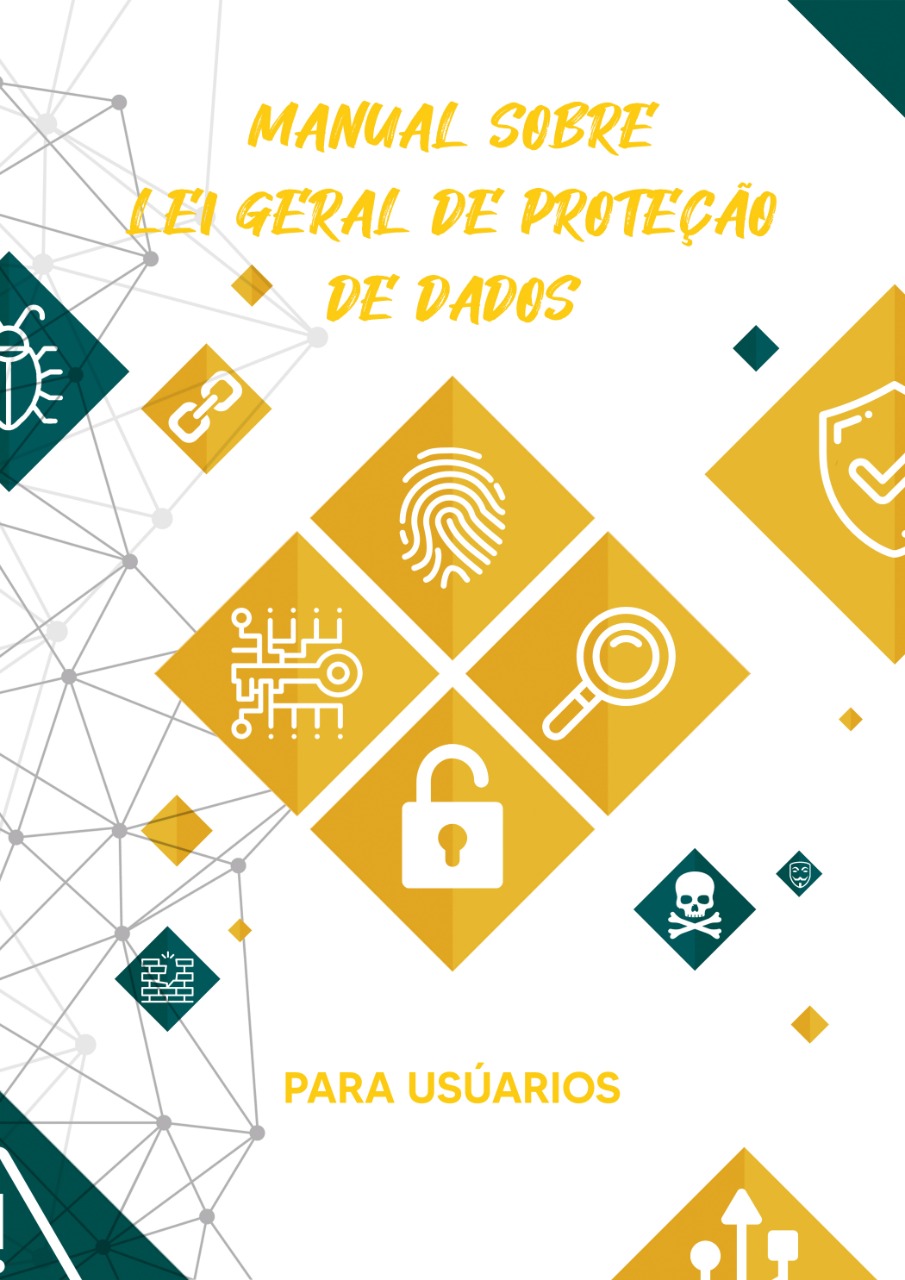 MANUAL SOBRE
LEI GERAL DE PROTEÇÃO
DE DADOS
PARA USÚARIOS